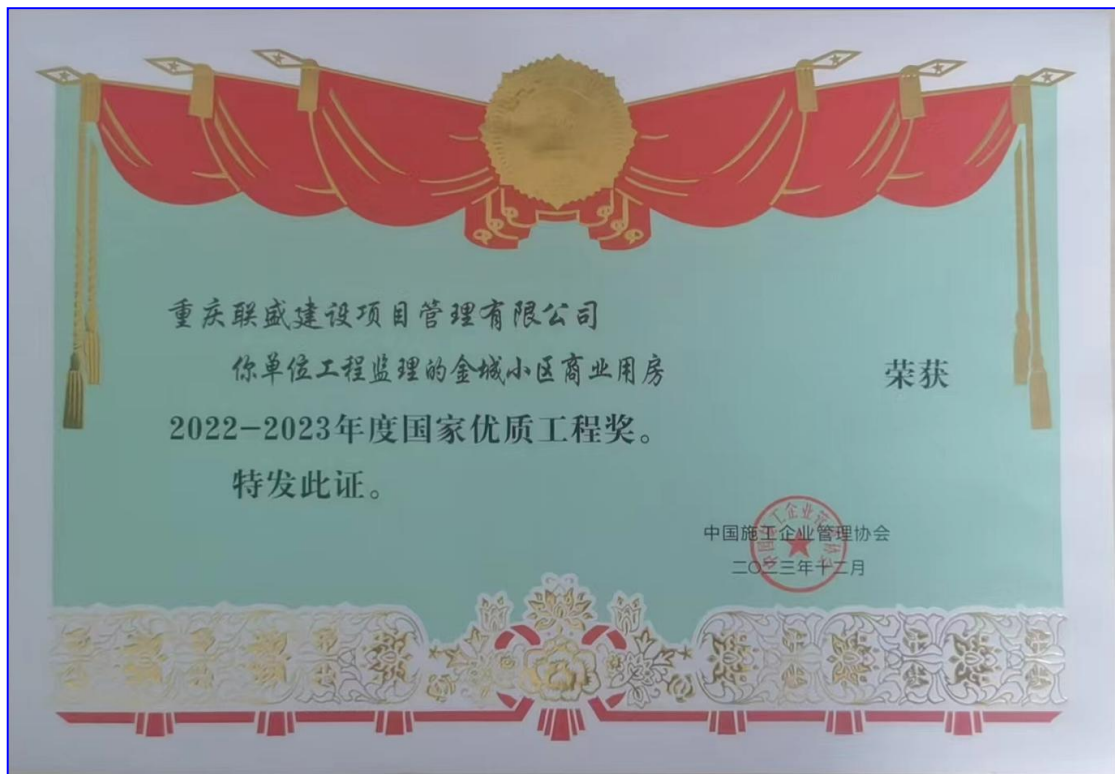 重庆联盛建设项目管理有限公司
你单位工程监理的金城小区商业用房 荣获
2022-2023年度国家优质工程奖。
特发此证。
中国施工企业管理协会
二〇二三年十二月